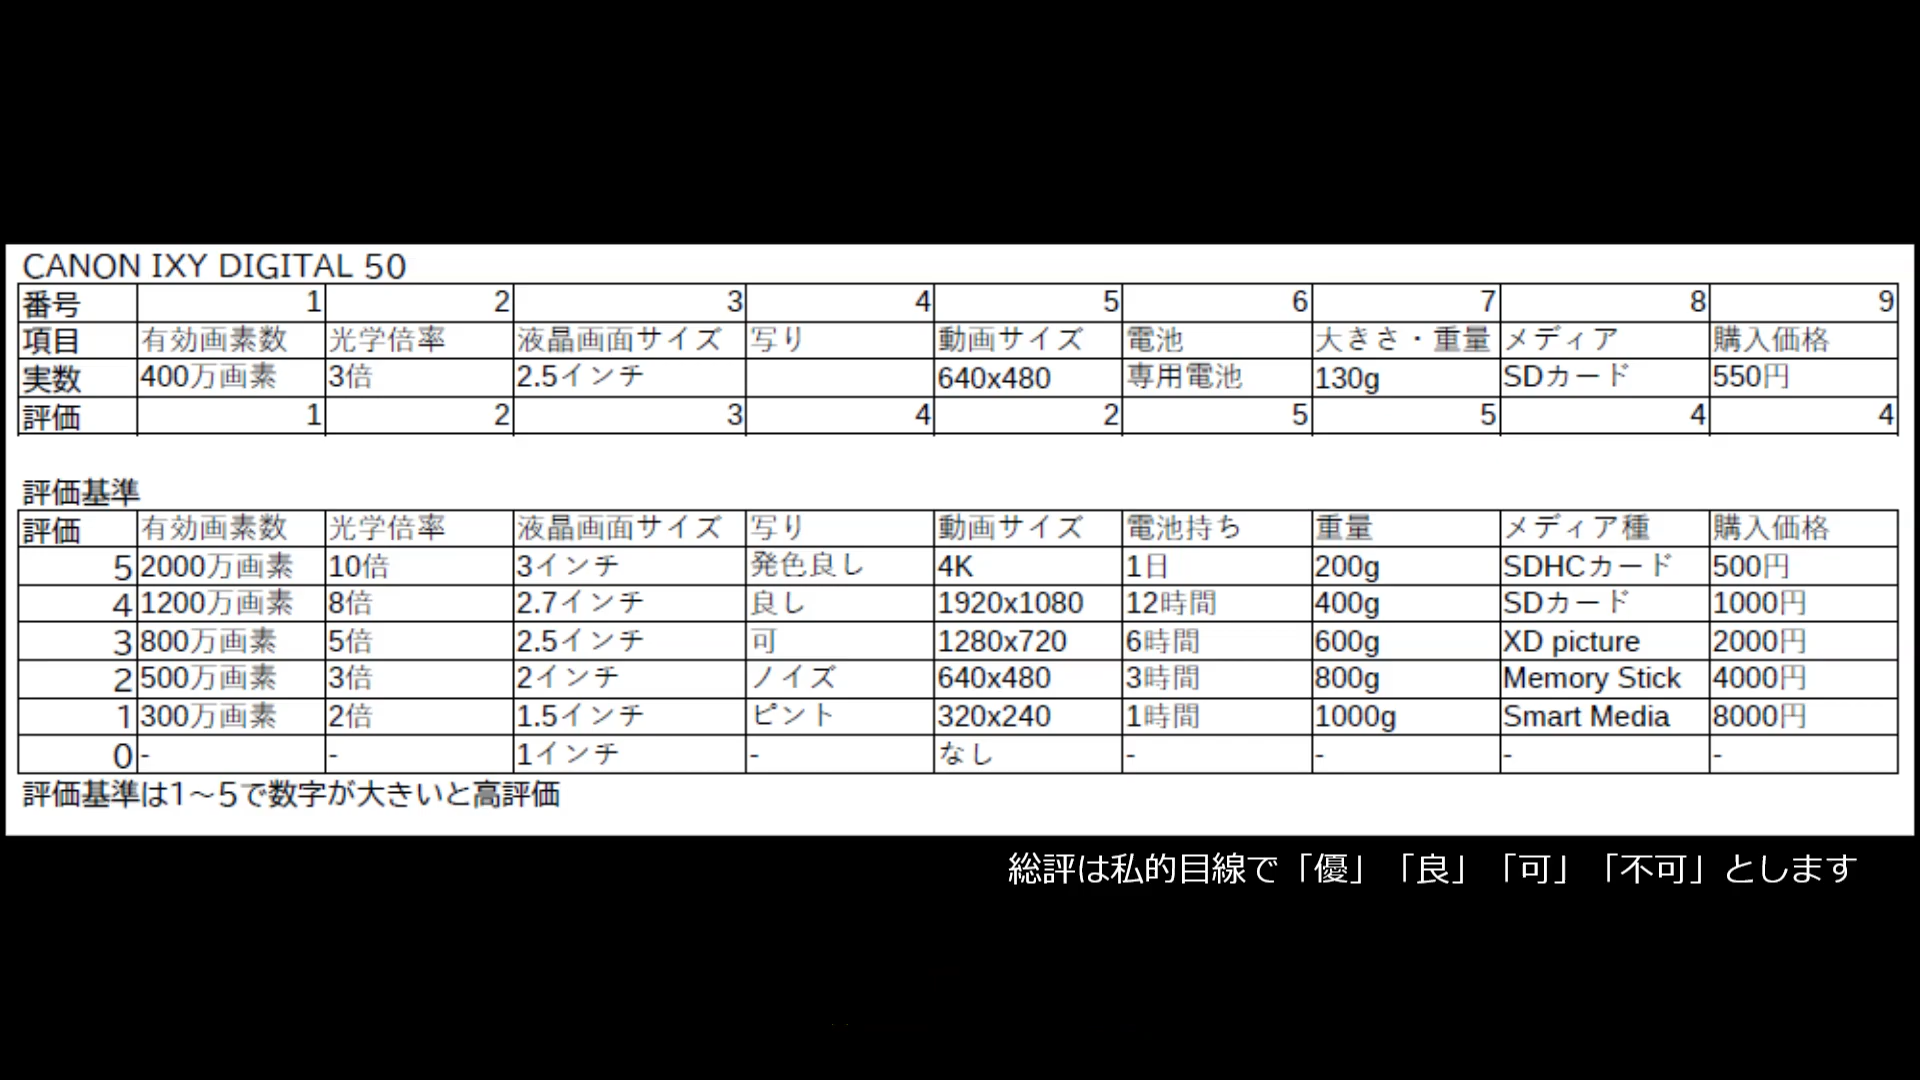 CANON IXY DIGITAL 50
番号 1 2 3 4 5 6 7 8 9
項目 有効画素数 光学倍率 液晶画面サイズ 写り 動画サイズ 電池 大きさ・重量 メディア 購入価格
実数 400万画素 3倍 2.5インチ 640x480 専用電池 130g SDカード 550円
評価 1 2 3 4 2 5 5 4 4
評価基準
評価 有効画素数 光学倍率 液晶画面サイズ 写り 動画サイズ 電池持ち 重量 メディア種 購入価格
5 2000万画素 10倍 3インチ 発色良し 4K 1日 200g SDHCカード 500円
4 1200万画素 8倍 2.7インチ 良し 1920x1080 12時間 400g SDカード 1000円
3 800万画素 5倍 2.5インチ 可 1280x720 6時間 600g XD picture 2000円
2 500万画素 3倍 2インチ ノイズ 640x480 3時間 800g Memory Stick 4000円
1 300万画素 2倍 1.5インチ ピント 320x240 1時間 1000g Smart Media 8000円
0 - - 1インチ - なし - - - -
評価基準は1～5で数字が大きいと高評価
総評は私的目線で「優」「良」「可」「不可」とします